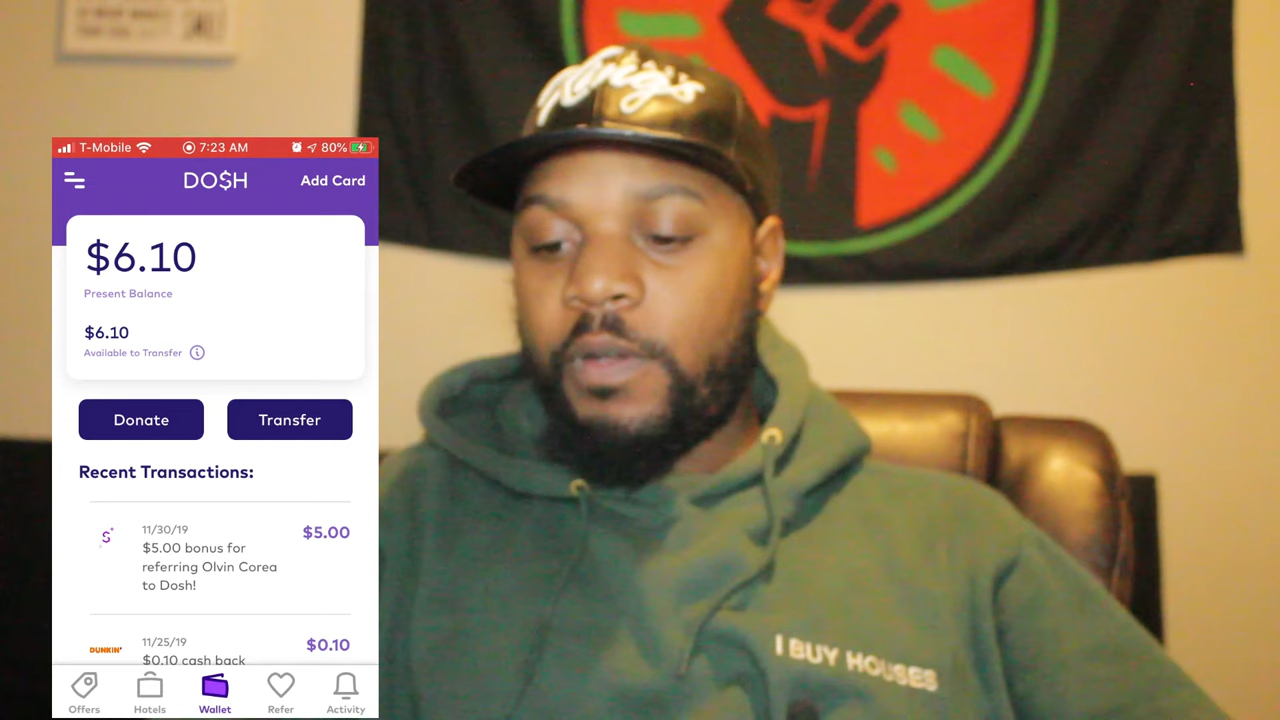 T-Mobile 7:23 AM 80%
DO$H
Add Card
$6.10
Present Balance
$6.10
Available to Transfer
Donate
Transfer
Recent Transactions:
11/30/19
$5.00 bonus for
referring Olvin Corea
to Dosh!
$5.00
DUNKIN'
11/25/19
$0.10 cash back
$0.10
Offers
Hotels
Wallet
Refer
Activity
Kings
I BUY HOUSES